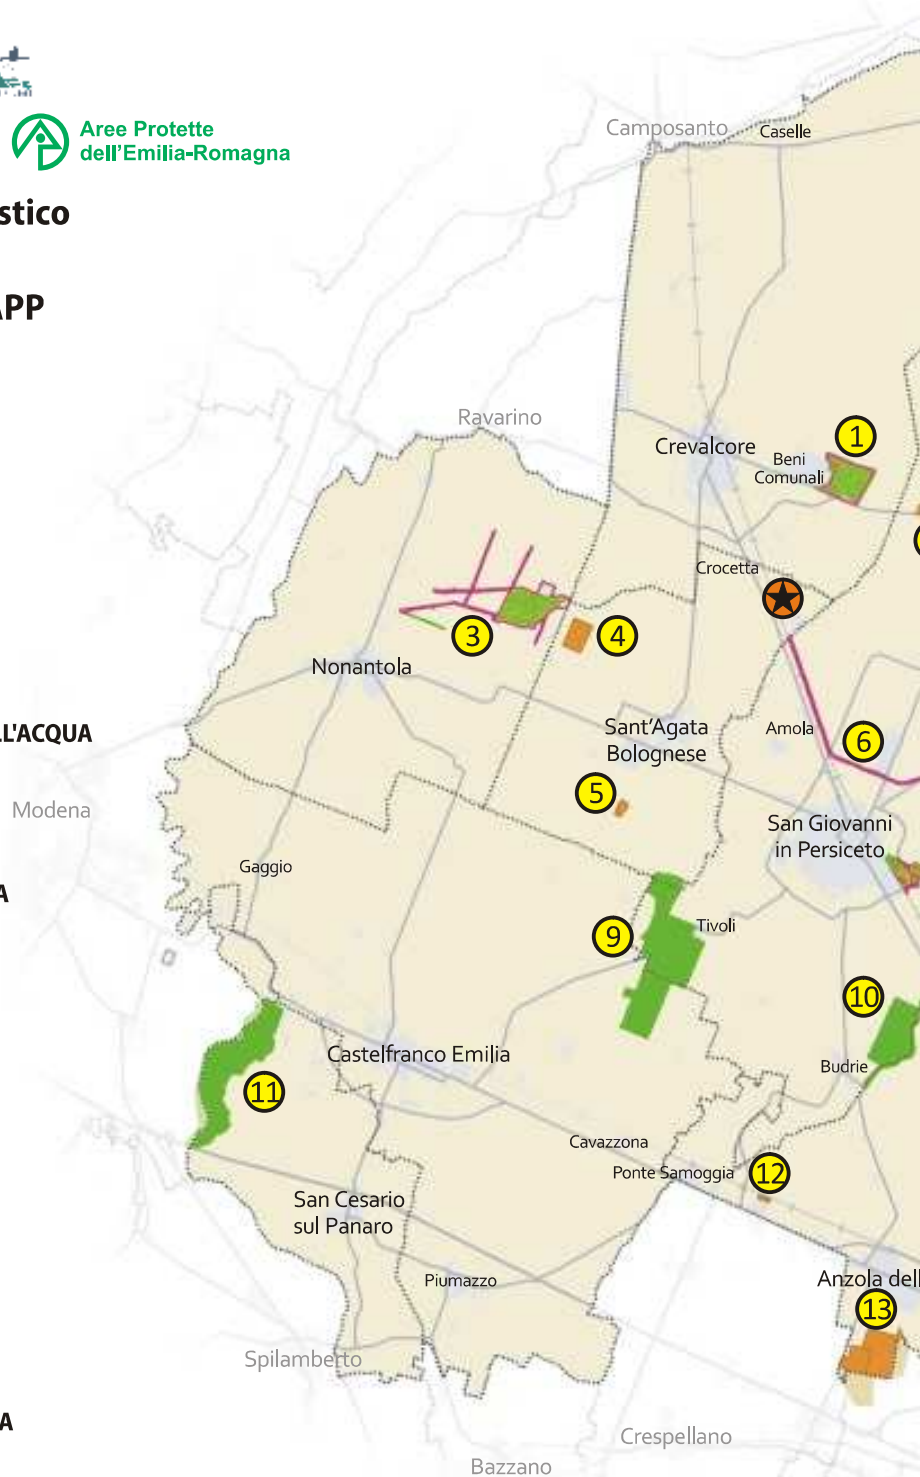 Aree Protette
dell'Emilia-Romagna
stico
APP
LL'ACQUA
A
A
Camposanto
Caselle
Ravarino
Crevalcore
1
Beni
Comunali
Crocetta
3
4
Nonantola
Sant'Agata
Bolognese
Amola
6
5
Modena
San Giovanni
in Persiceto
Gaggio
9
Tivoli
10
Castelfranco Emilia
Budrie
11
Cavazzona
Ponte Samoggia
12
San Cesario
sul Panaro
Piumazzo
Anzola dell
13
Spilamberto
Crespellano
Bazzano